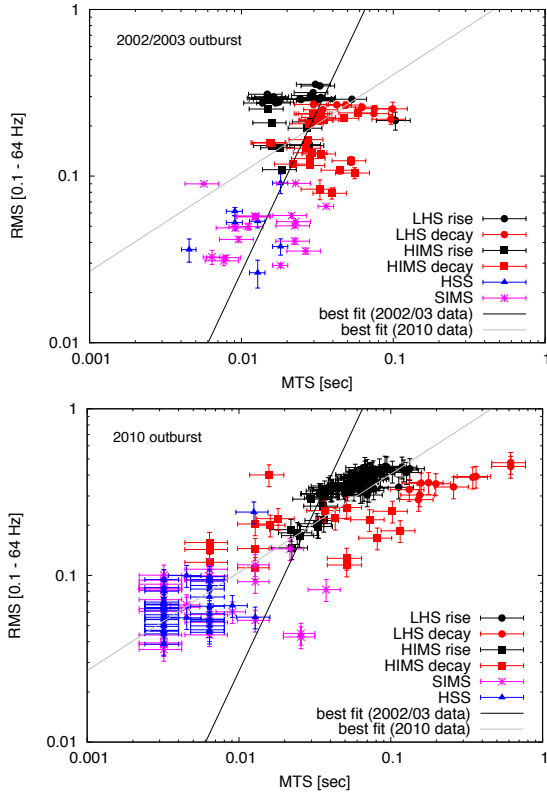 1
2002/2003 outburst
RMS [0.1 - 64 Hz]
0.1
LHS rise
LHS decay
HIMS rise
HIMS decay
HSS
SIMS
best fit (2002/03 data)
best fit (2010 data)
0.01
0.001 0.01 0.1 1
MTS [sec]
1
2010 outburst
RMS [0.1 - 64 Hz]
0.1
LHS rise
LHS decay
HIMS rise
HIMS decay
SIMS
HSS
best fit (2002/03 data)
best fit (2010 data)
0.01
0.001 0.01 0.1 1
MTS [sec]